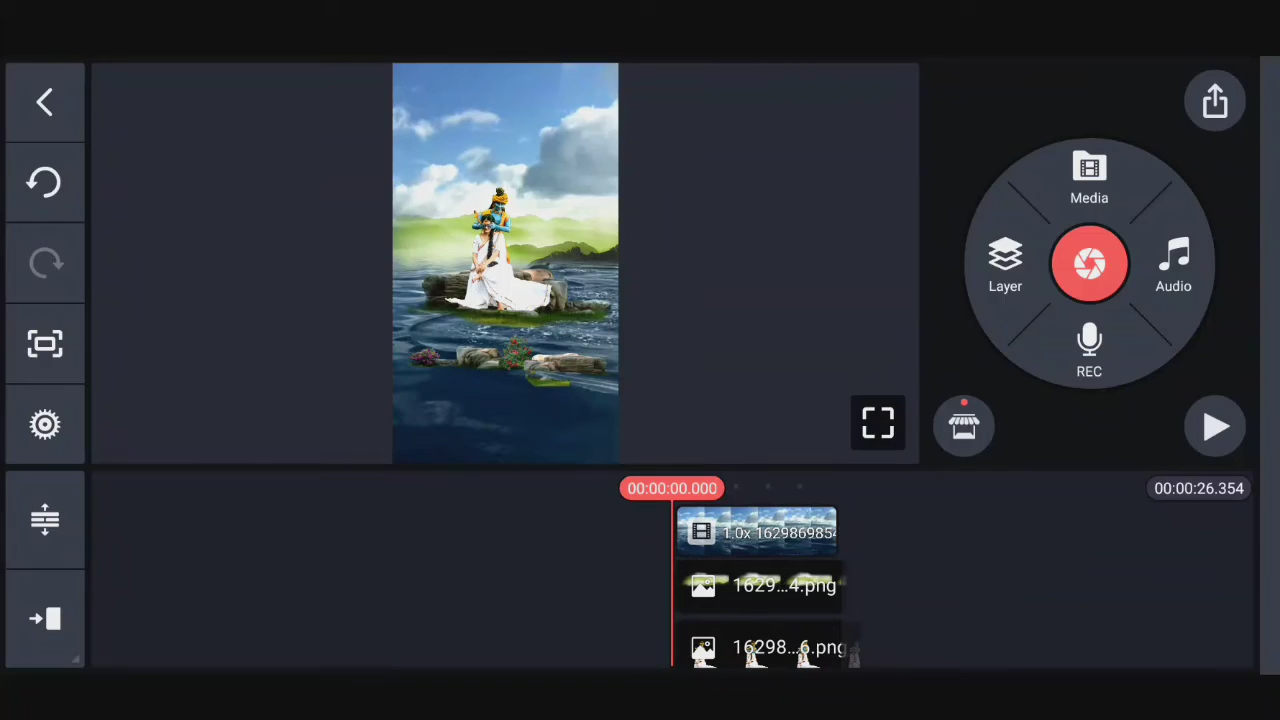 Media
Layer
Audio
REC
00:00:00.000
00:00:26.354
1.0x 1629869854
1629...4.png
16298...6.png